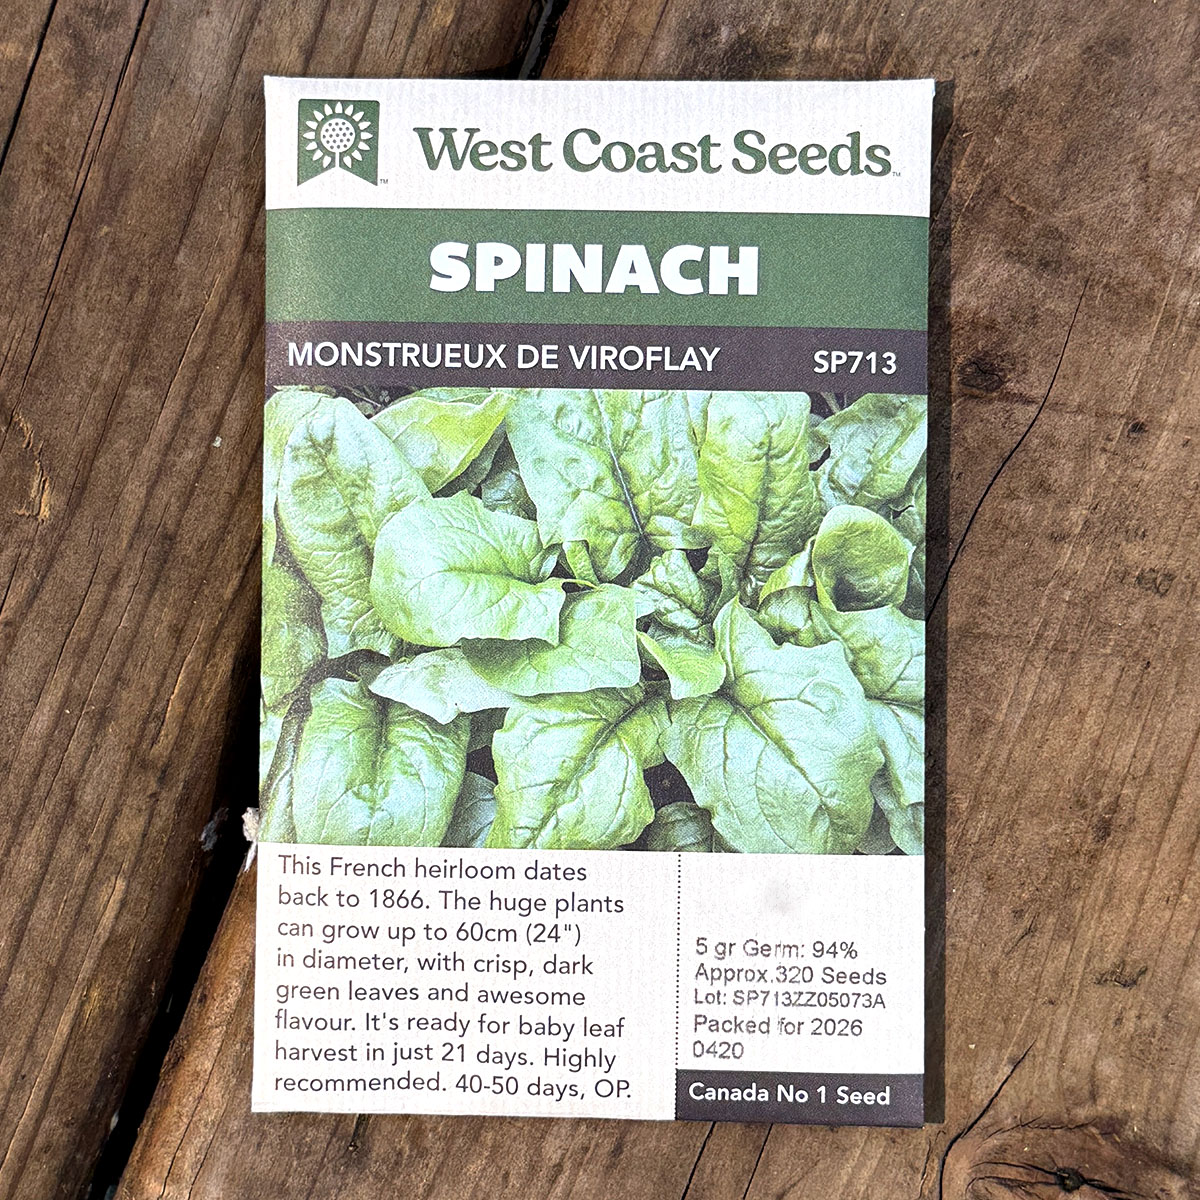 West Coast Seeds™
SPINACH
MONSTRUEUX DE VIROFLAY SP713
This French heirloom dates
back to 1866. The huge plants
can grow up to 60cm (24")
in diameter, with crisp, dark
green leaves and awesome
flavour. It's ready for baby leaf
harvest in just 21 days. Highly
recommended. 40-50 days, OP.
5 gr Germ: 94%
Approx.320 Seeds
Lot: SP713ZZ05073A
Packed for 2026
0420
Canada No 1 Seed